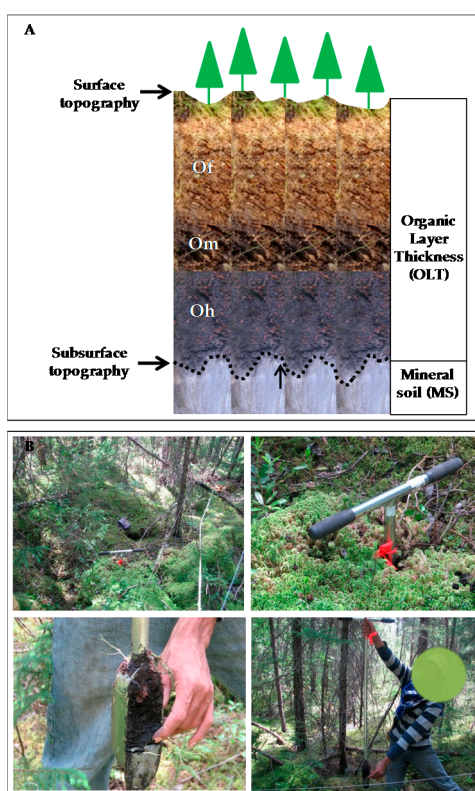 A
Surface
topography
Of
Om
Oh
Organic
Layer
Thickness
(OLT)
Subsurface
topography
Mineral
soil (MS)
B